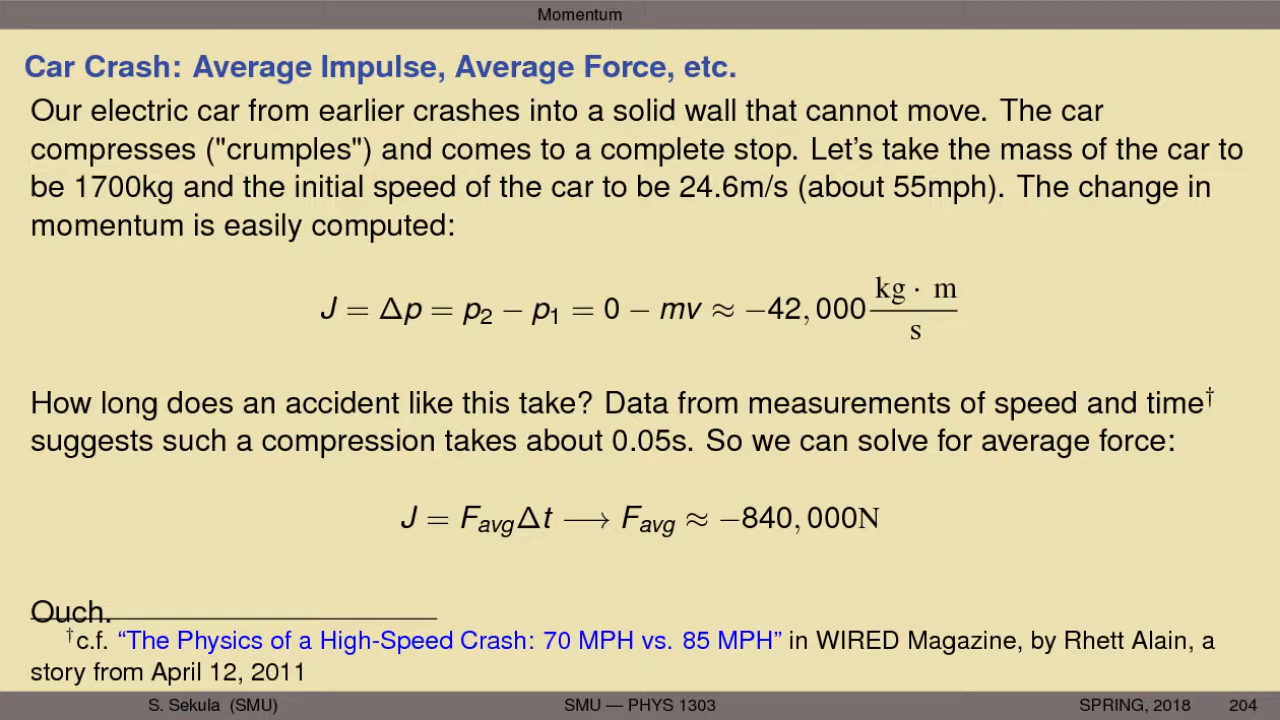 Momentum
Car Crash: Average Impulse, Average Force, etc.
Our electric car from earlier crashes into a solid wall that cannot move. The car
compresses ("crumples") and comes to a complete stop. Let's take the mass of the car to
be 1700kg and the initial speed of the car to be 24.6m/s (about 55mph). The change in
momentum is easily computed:
J = Δp = p₂ − p₁ = 0 − mv ≈ −42,000 kg · m / s
How long does an accident like this take? Data from measurements of speed and time†
suggests such a compression takes about 0.05s. So we can solve for average force:
J = F_avg Δt ⟶ F_avg ≈ −840,000N
Ouch.
†c.f. “The Physics of a High-Speed Crash: 70 MPH vs. 85 MPH” in WIRED Magazine, by Rhett Alain, a
story from April 12, 2011
S. Sekula (SMU) SMU — PHYS 1303 SPRING, 2018 204